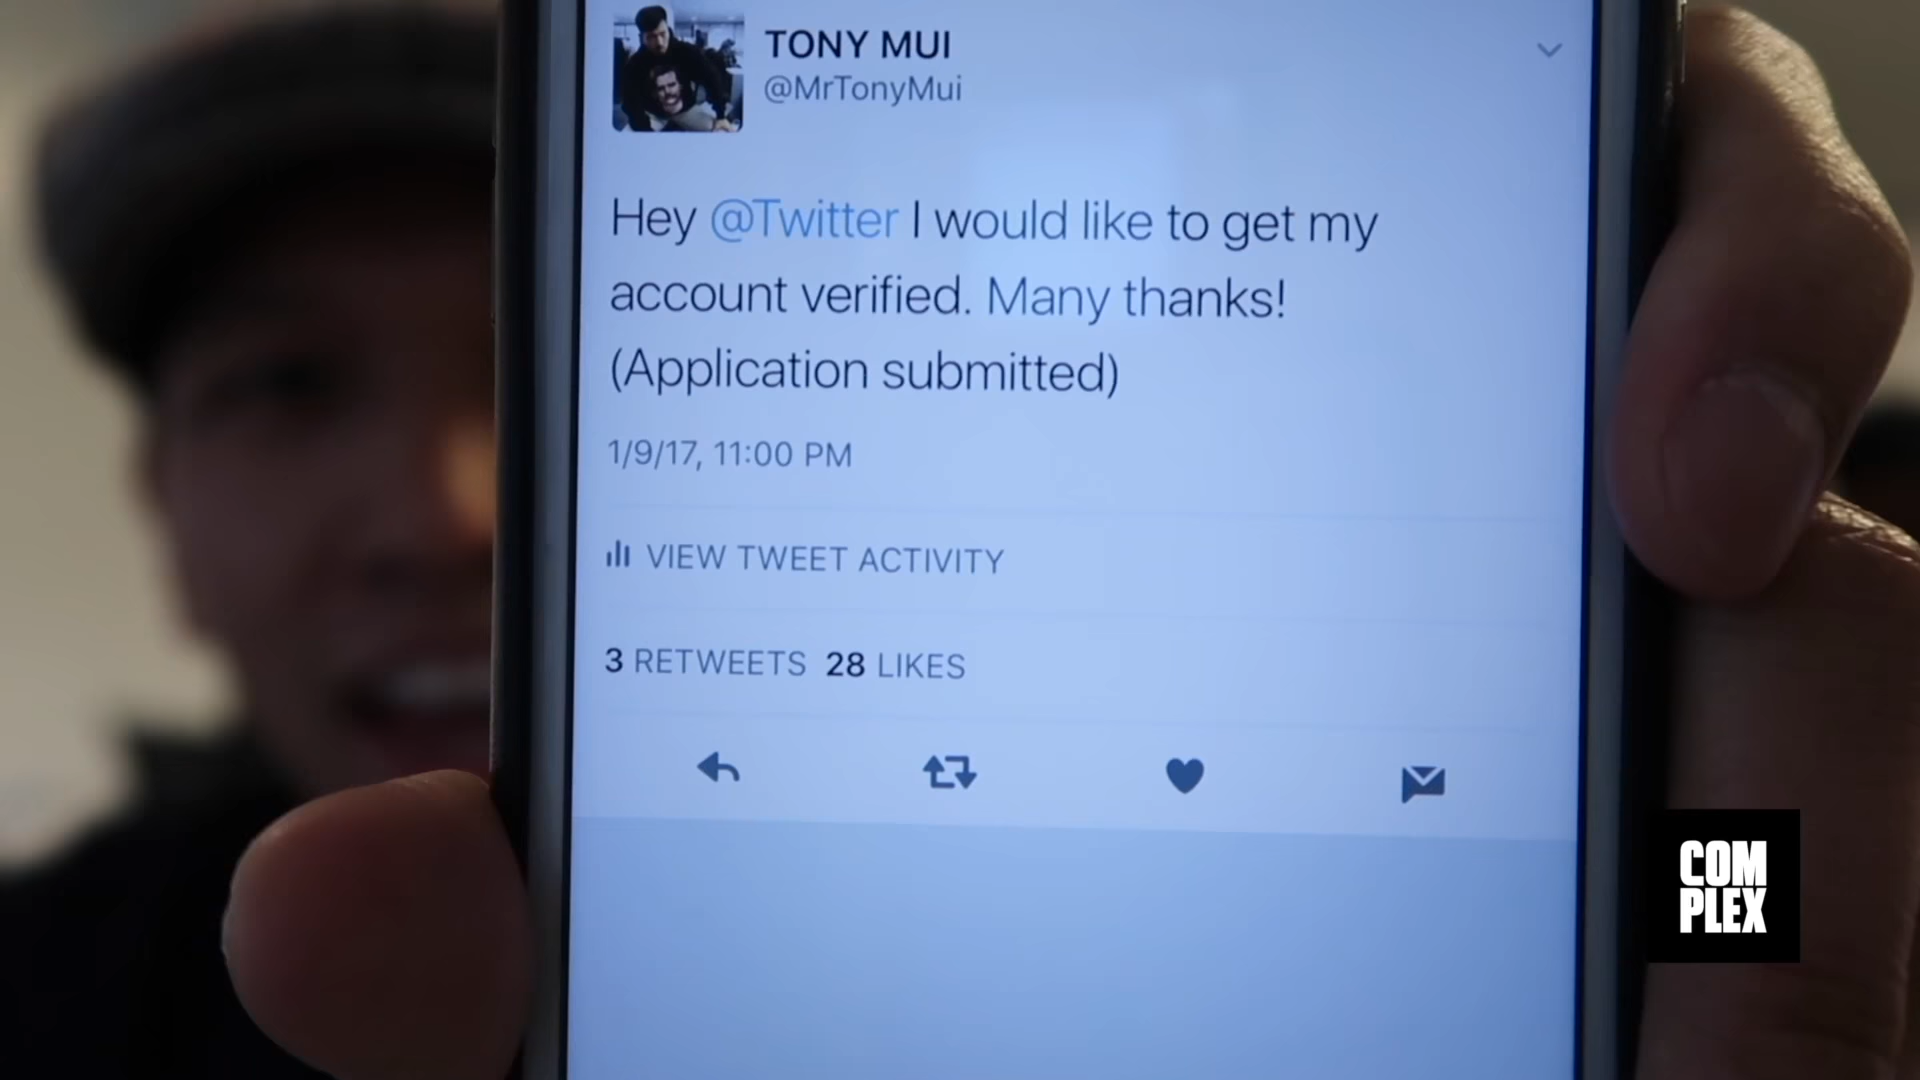 TONY MUI
@MrTonyMui
Hey @Twitter I would like to get my
account verified. Many thanks!
(Application submitted)
1/9/17, 11:00 PM
VIEW TWEET ACTIVITY
3 RETWEETS 28 LIKES
COM
PLEX